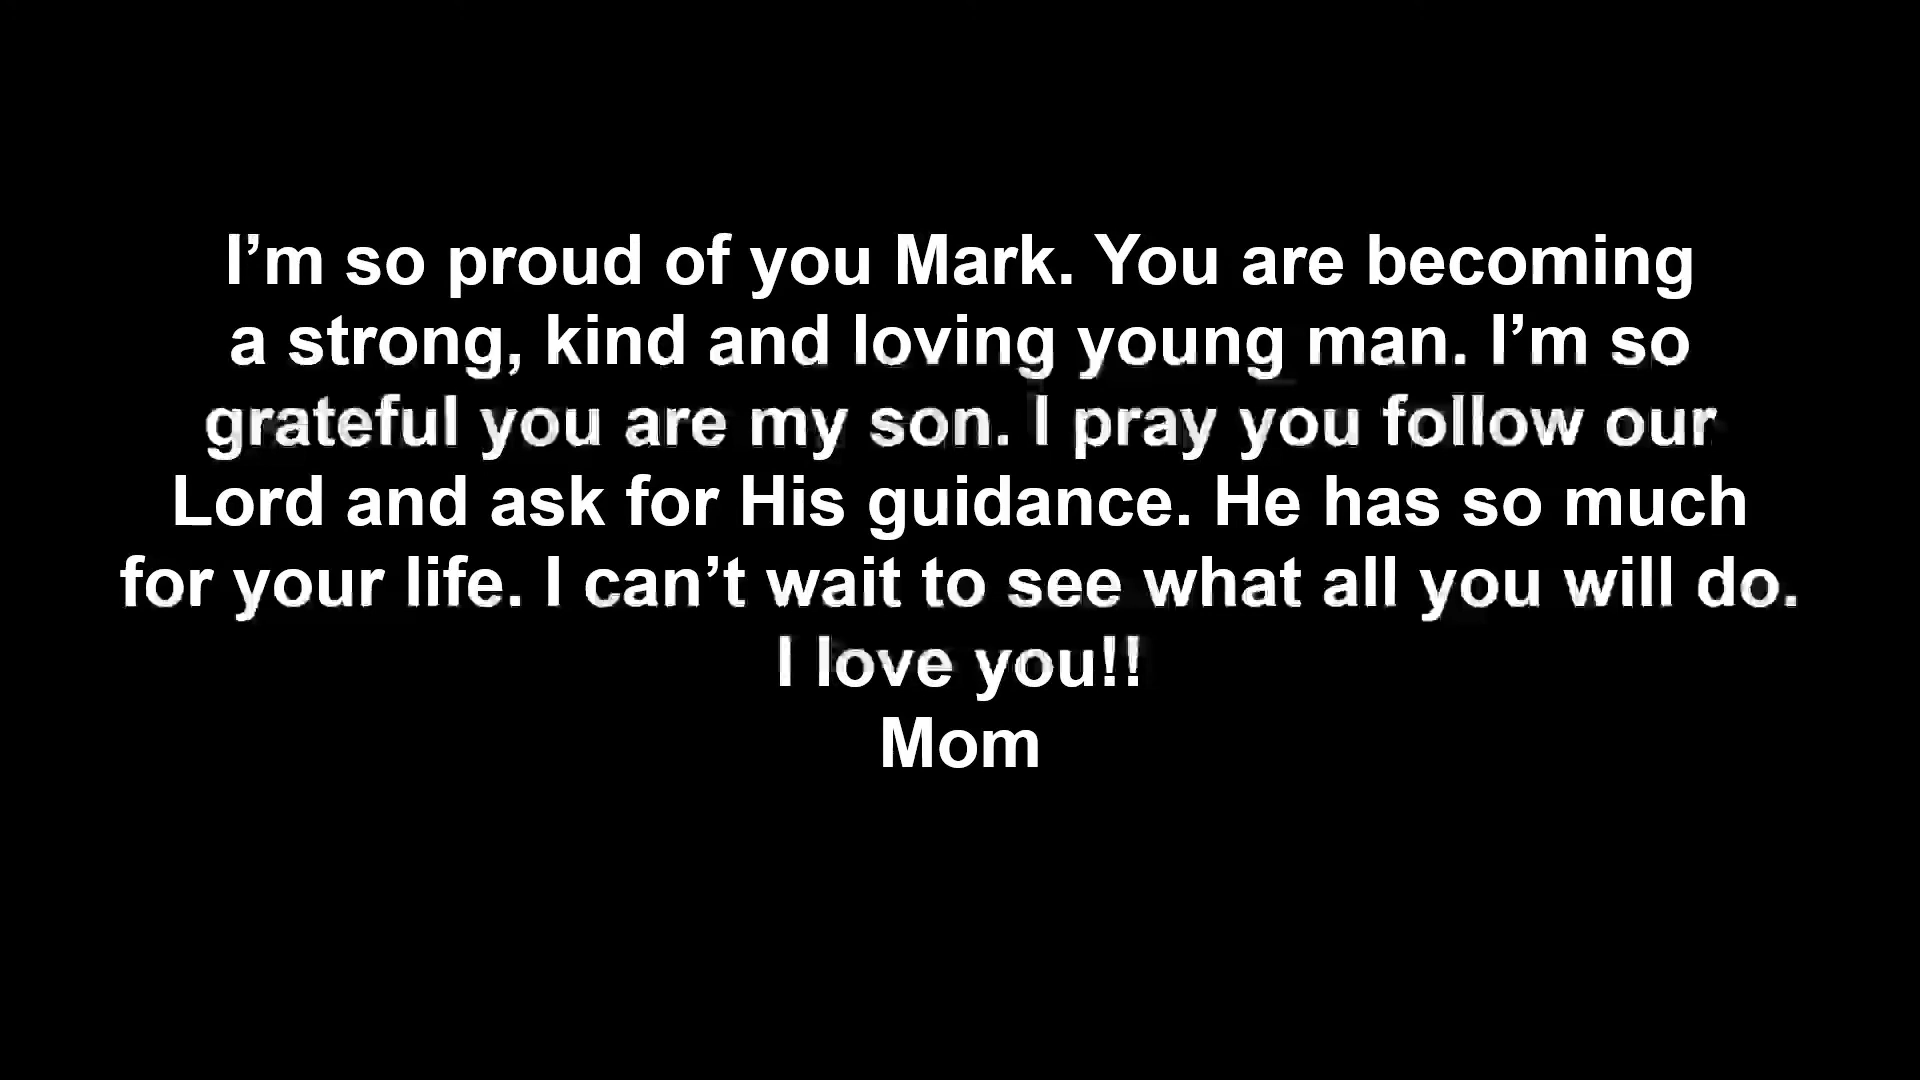 I’m so proud of you Mark. You are becoming
a strong, kind and loving young man. I’m so
grateful you are my son. I pray you follow our
Lord and ask for His guidance. He has so much
for your life. I can’t wait to see what all you will do.
I love you!!
Mom